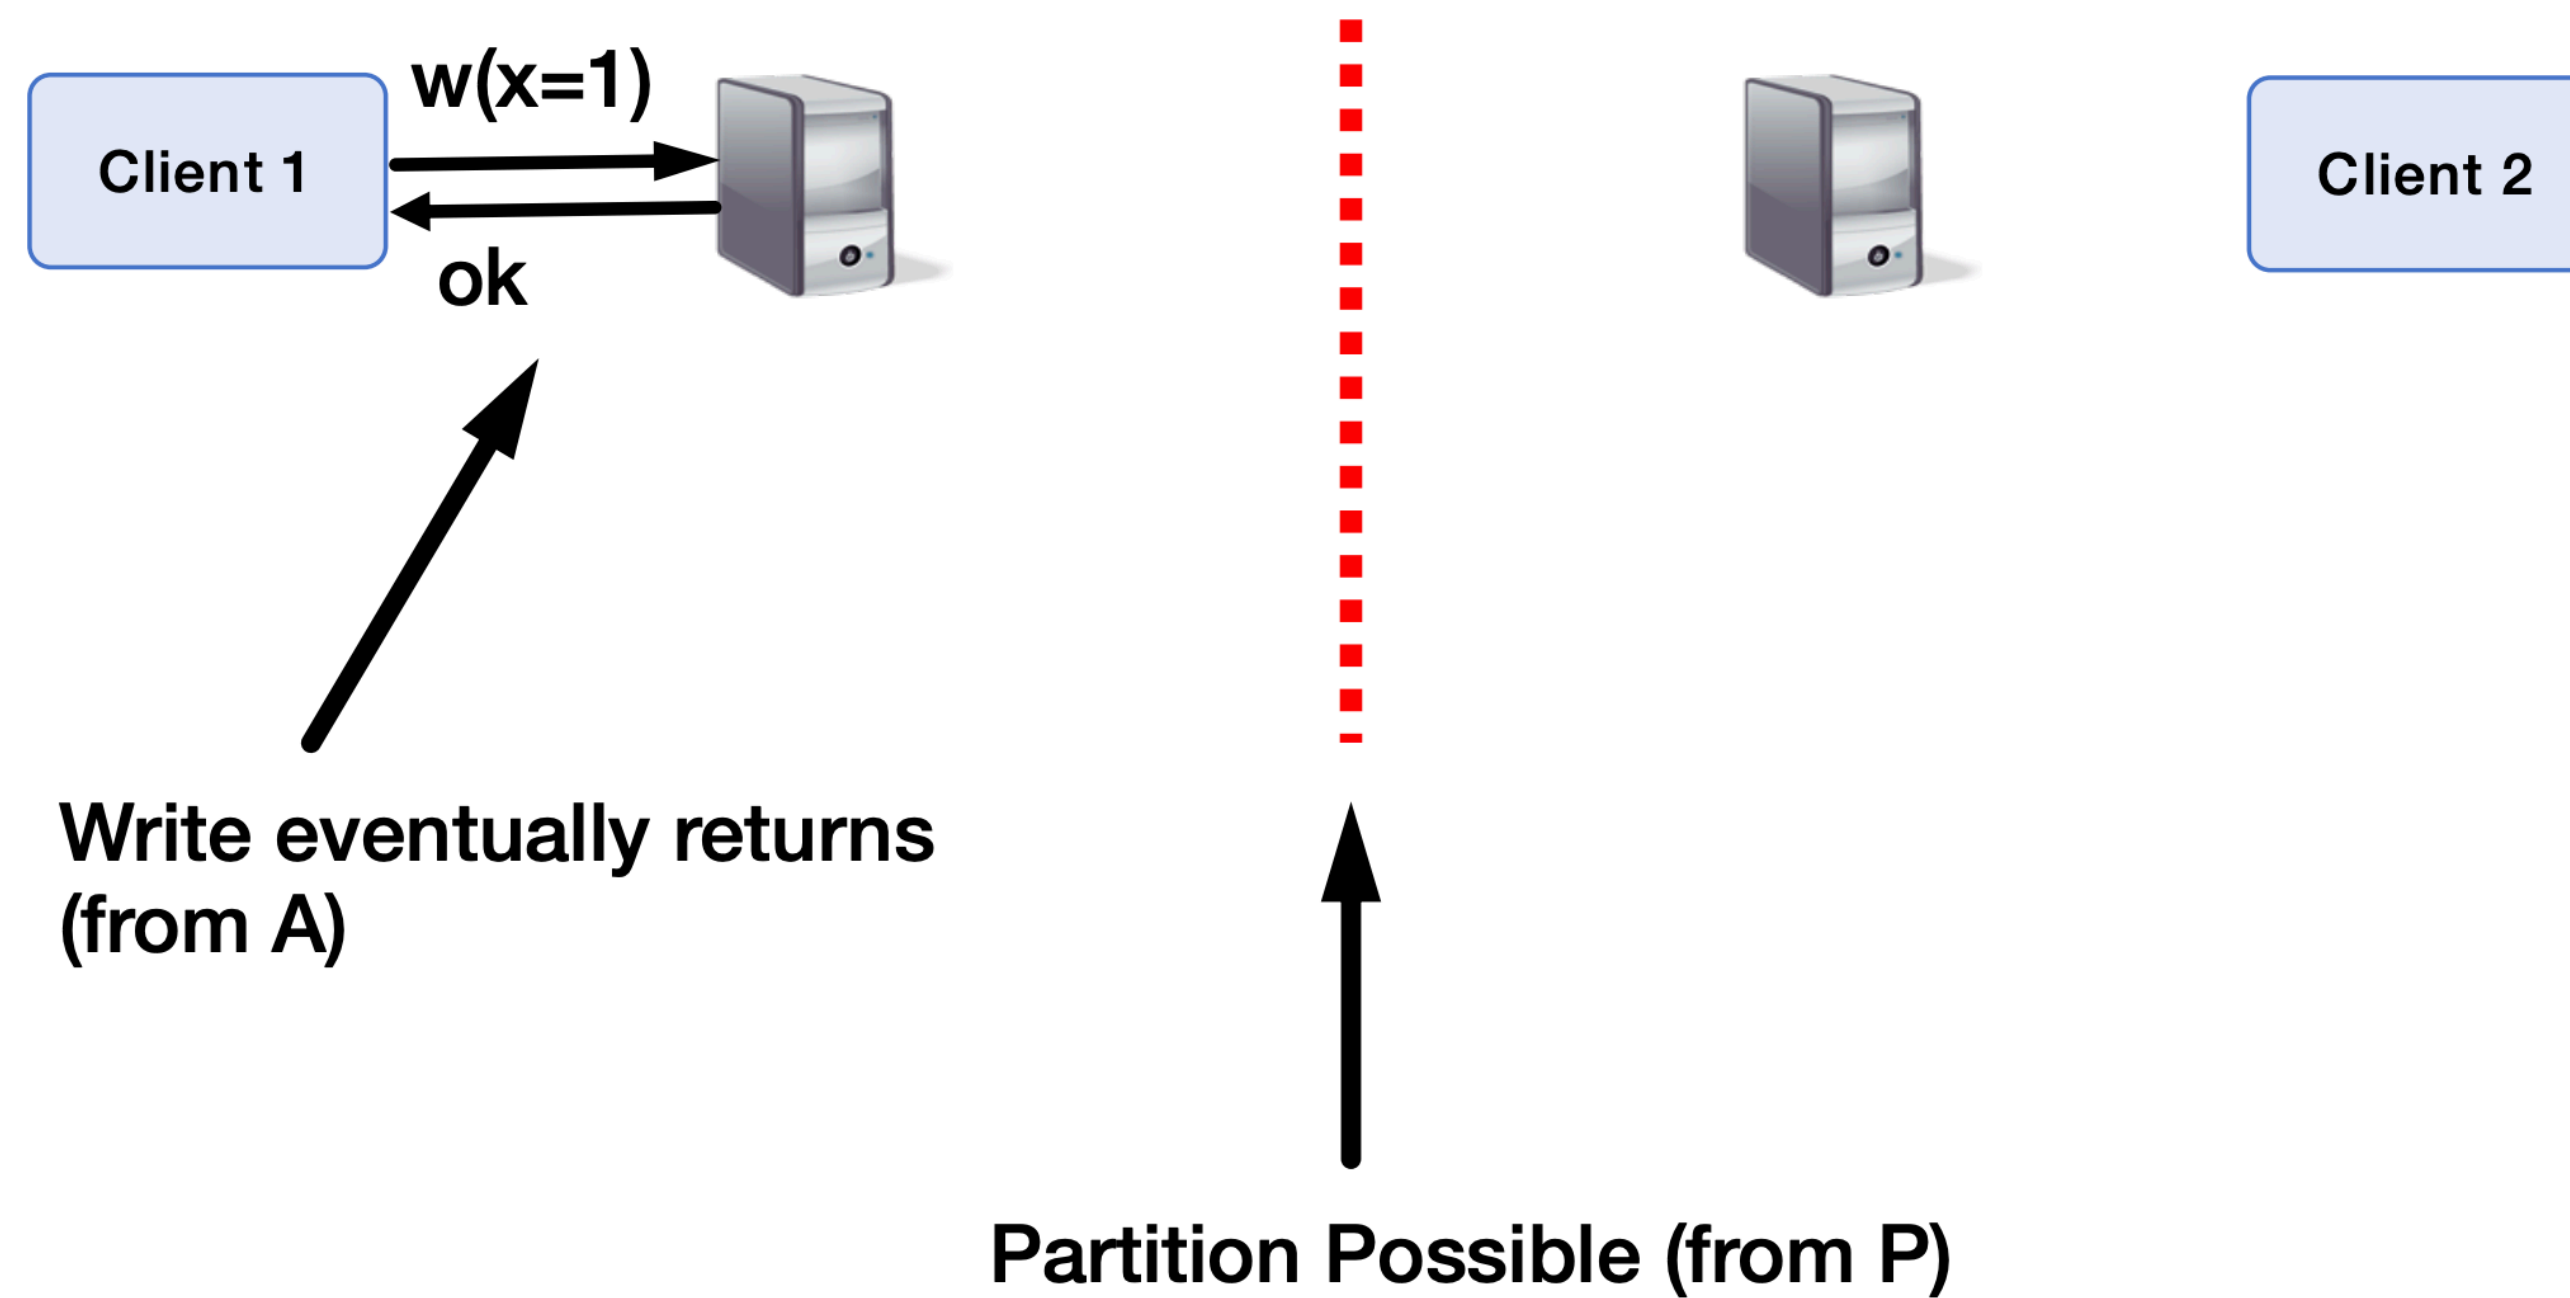 w(x=1)
Client 1
Client 2
ok
Write eventually returns
(from A)
Partition Possible (from P)